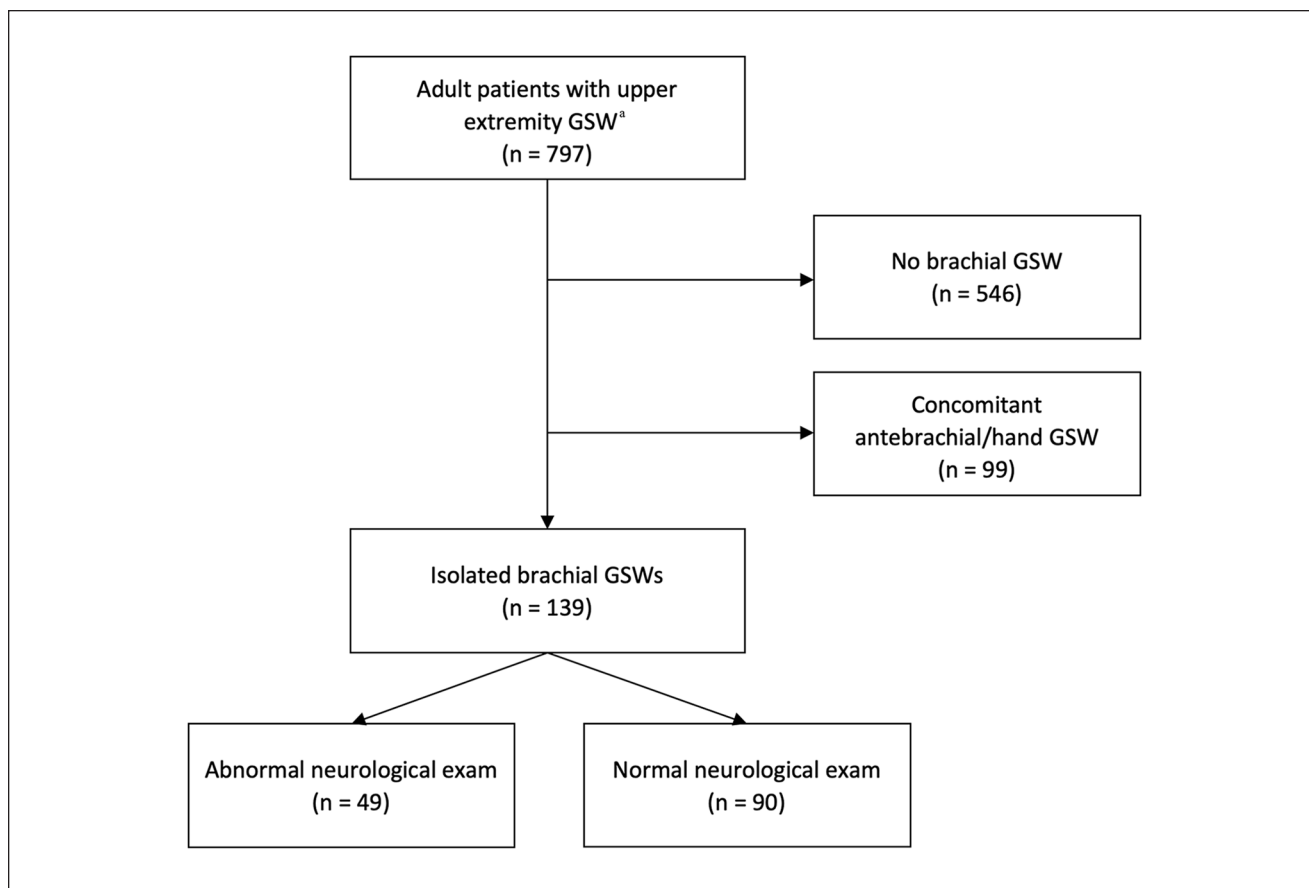 Adult patients with upper
extremity GSWᵃ
(n = 797)
No brachial GSW
(n = 546)
Concomitant
antebrachial/hand GSW
(n = 99)
Isolated brachial GSWs
(n = 139)
Abnormal neurological exam
(n = 49)
Normal neurological exam
(n = 90)